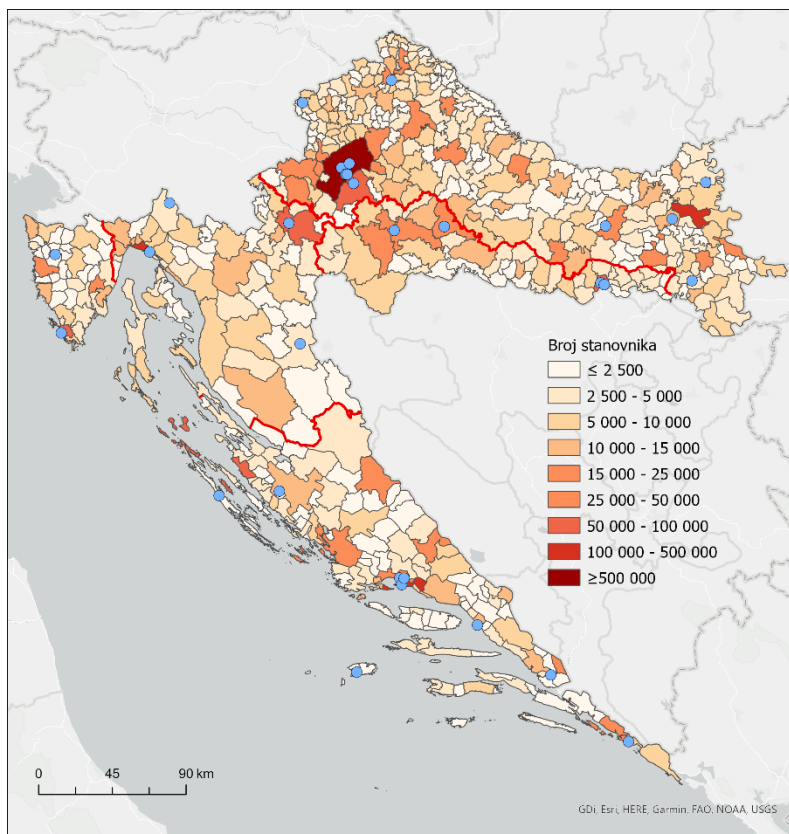 Broj stanovnika
≤ 2 500
2 500 - 5 000
5 000 - 10 000
10 000 - 15 000
15 000 - 25 000
25 000 - 50 000
50 000 - 100 000
100 000 - 500 000
≥500 000
0 45 90 km
GDi, Esri, HERE, Garmin, FAO, NOAA, USGS